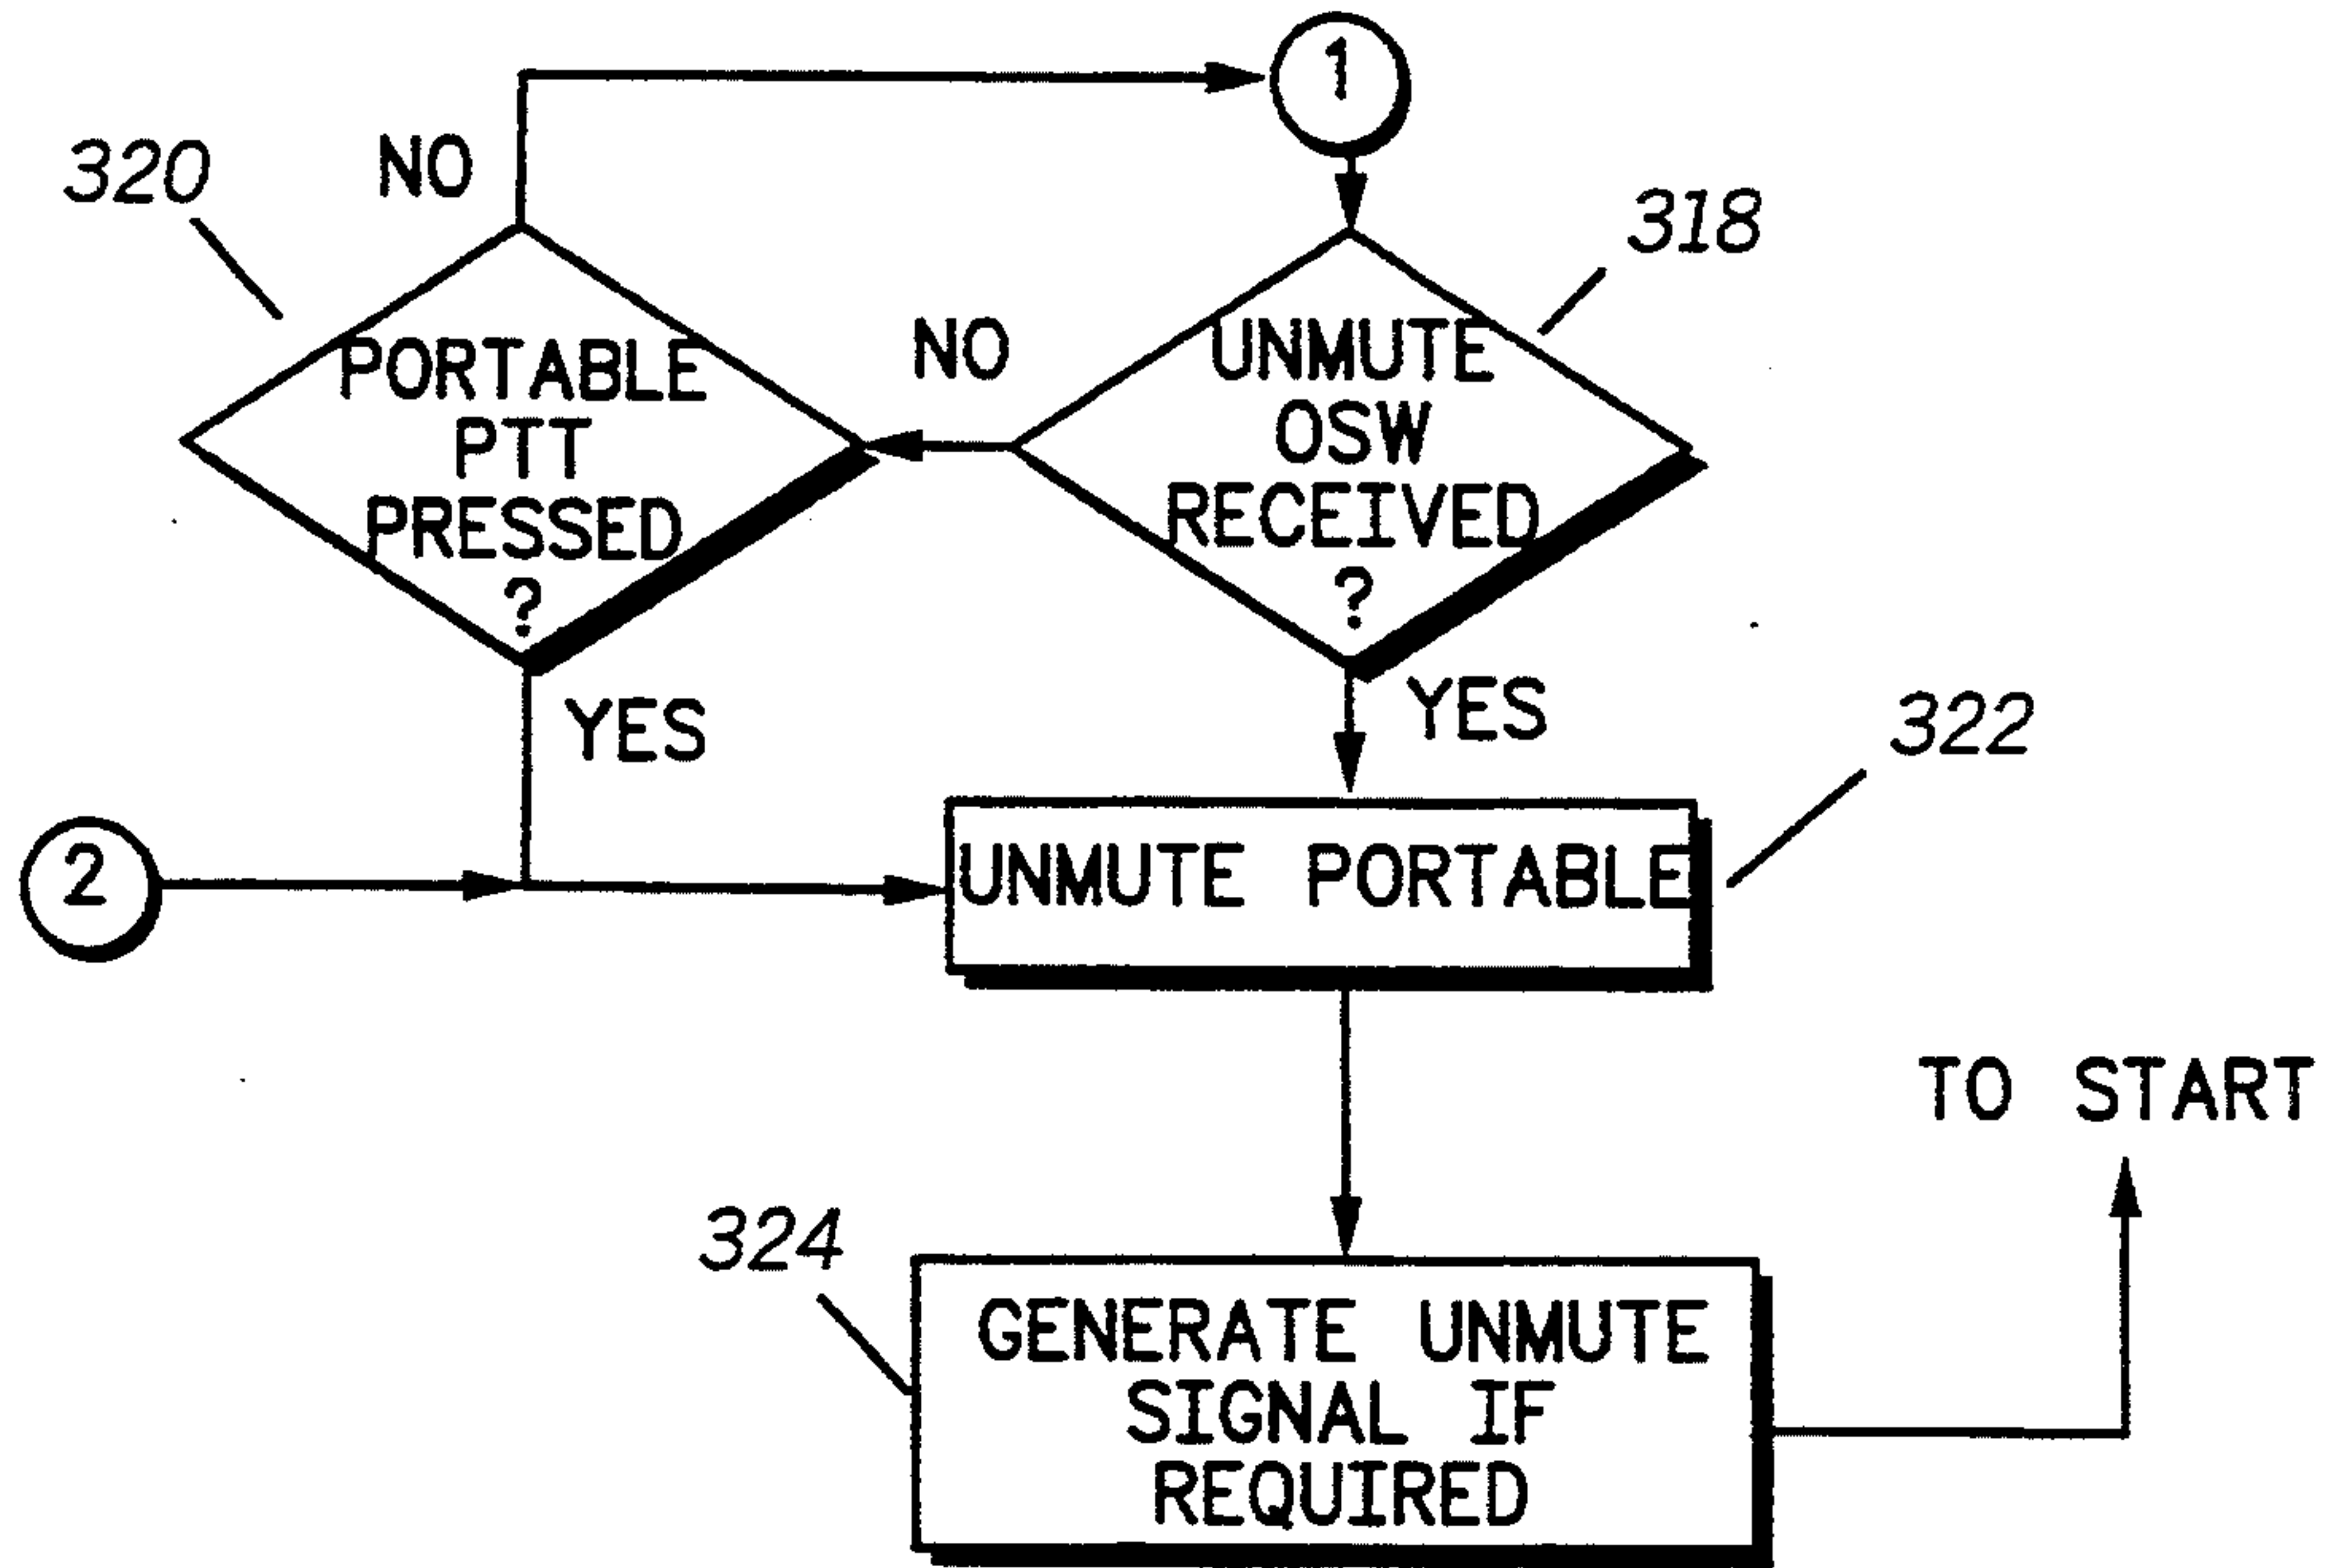 1
320
NO
318
PORTABLE
PTT
PRESSED
?
NO
UNMUTE
OSW
RECEIVED
?
YES
YES
322
2
UNMUTE PORTABLE
TO START
324
GENERATE UNMUTE
SIGNAL IF
REQUIRED